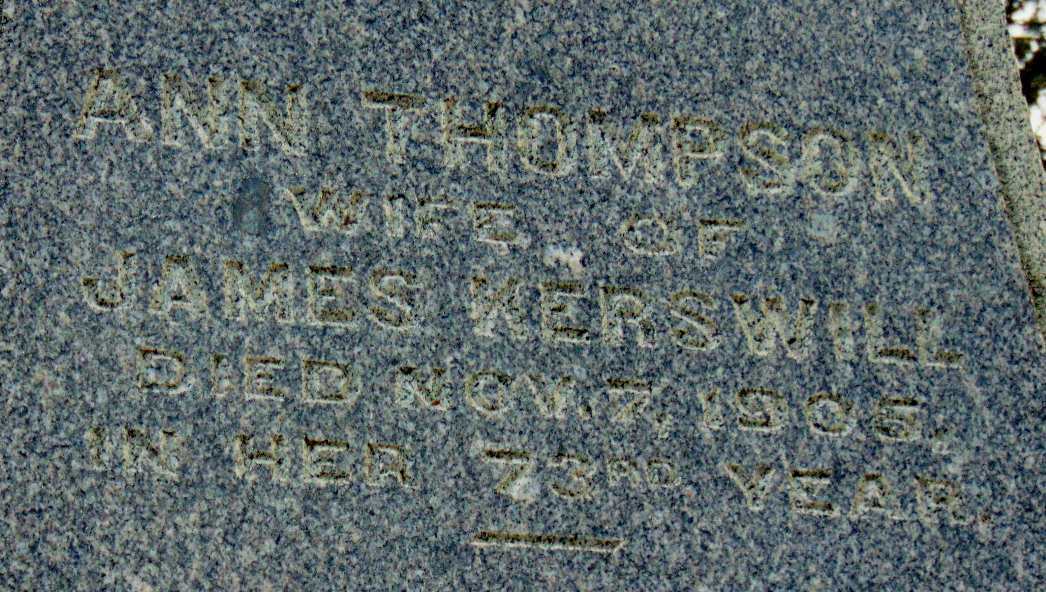 ANN THOMPSON
WIFE OF
JAMES KERSWILL
DIED NOV. 7, 1905,
IN HER 73RD YEAR.